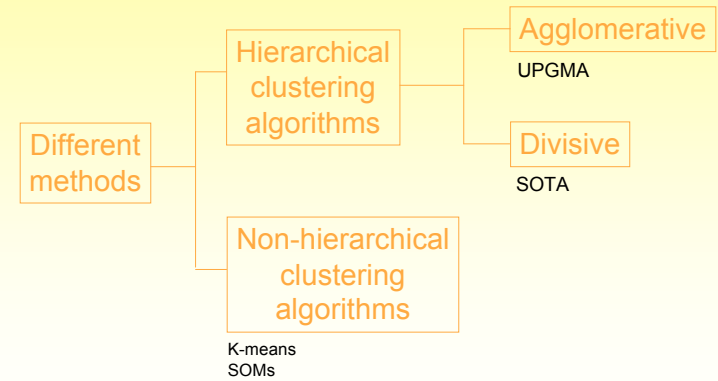 Different
methods
Hierarchical
clustering
algorithms
Agglomerative
UPGMA
Divisive
SOTA
Non-hierarchical
clustering
algorithms
K-means
SOMs